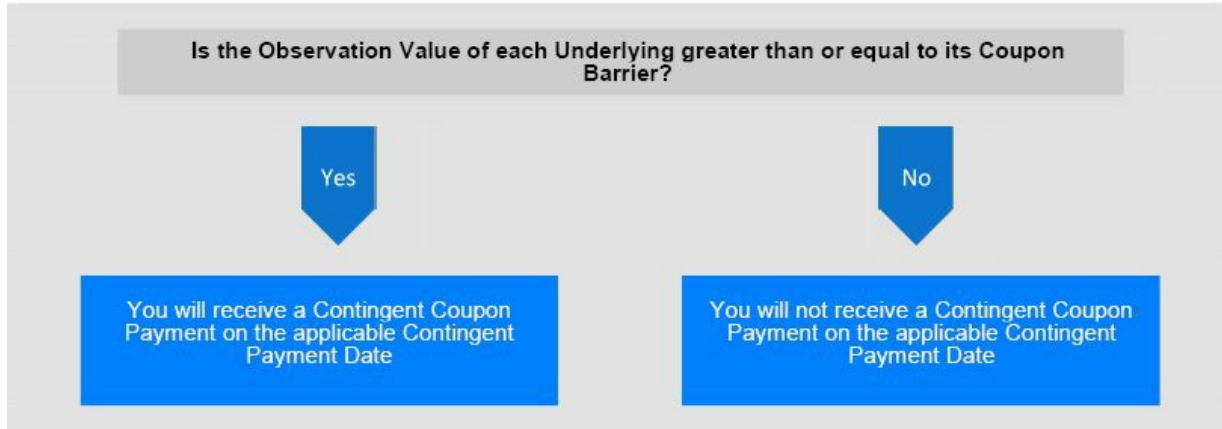 Is the Observation Value of each Underlying greater than or equal to its Coupon
Barrier?
Yes
No
You will receive a Contingent Coupon
Payment on the applicable Contingent
Payment Date
You will not receive a Contingent Coupon
Payment on the applicable Contingent
Payment Date